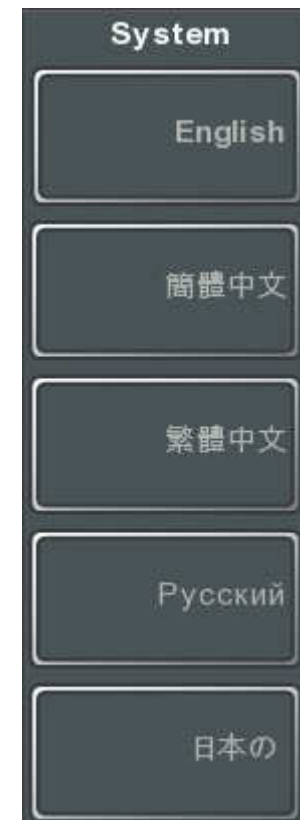 System
English
簡體中文
繁體中文
Русский
日本の